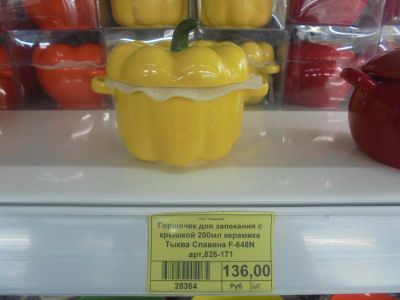 Горшочек для запекания с
крышкой 200мл керамика
Тыква Славяна F-648N
арт,826-171
136,00
28364 Руб шт